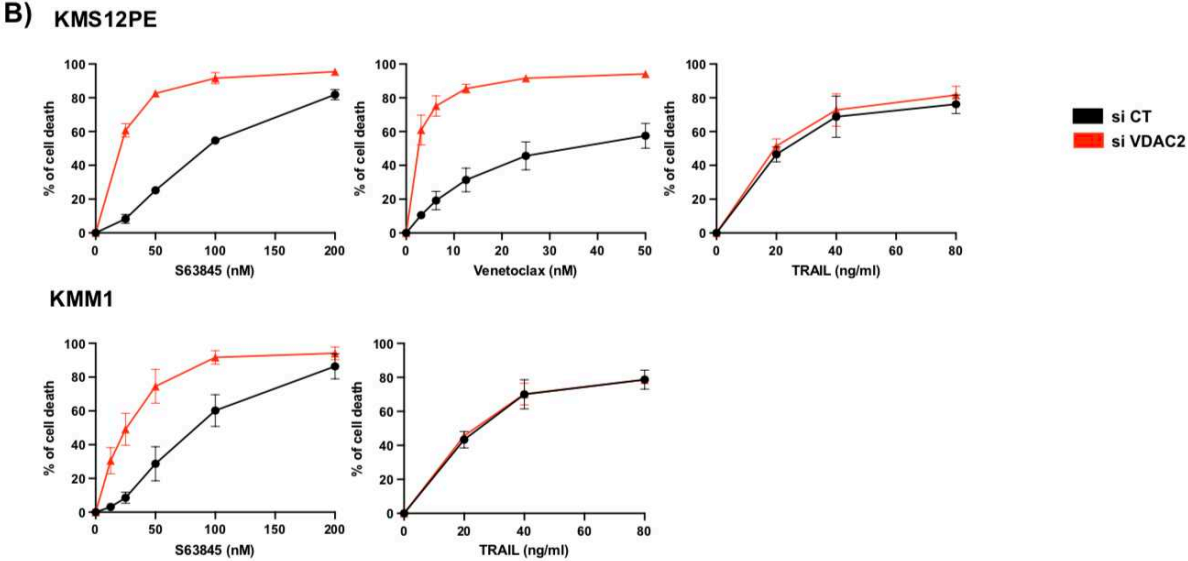 B) KMS12PE
100
80
60
40
20
0
% of cell death
0 50 100 150 200
S63845 (nM)
100
80
60
40
20
0
% of cell death
0 10 20 30 40 50
Venetoclax (nM)
100
80
60
40
20
0
% of cell death
0 20 40 60 80
TRAIL (ng/ml)
si CT
si VDAC2
KMM1
100
80
60
40
20
0
% of cell death
0 50 100 150 200
S63845 (nM)
100
80
60
40
20
0
% of cell death
0 20 40 60 80
TRAIL (ng/ml)